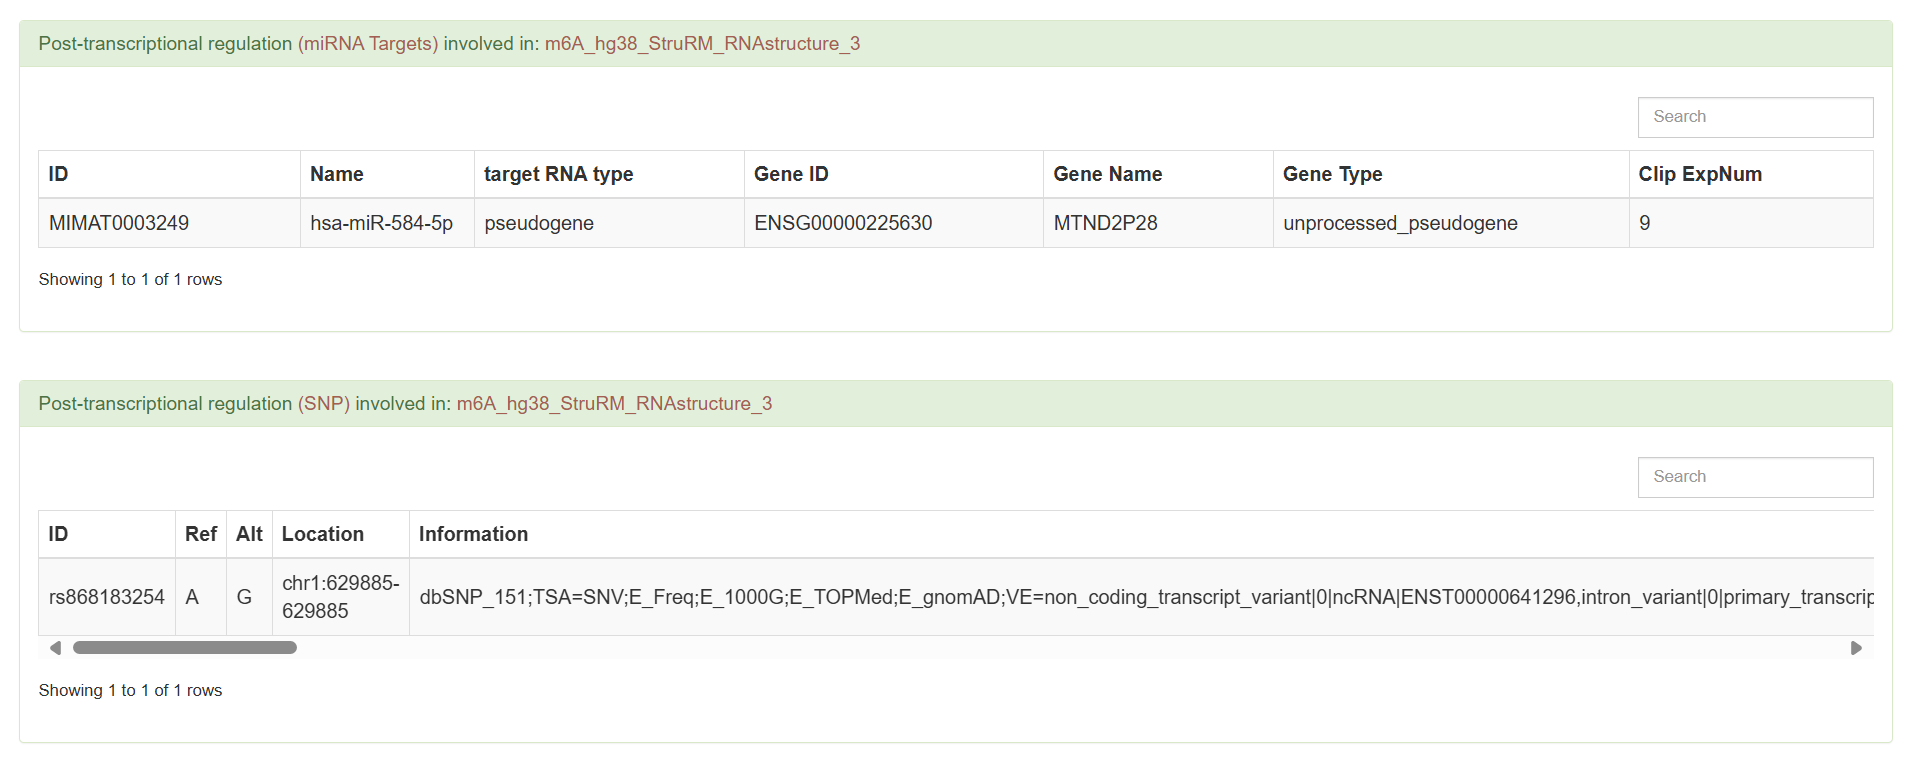 Post-transcriptional regulation (miRNA Targets) involved in: m6A_hg38_StruRM_RNAstructure_3
Search
ID Name target RNA type Gene ID Gene Name Gene Type Clip ExpNum
MIMAT0003249 hsa-miR-584-5p pseudogene ENSG00000225630 MTND2P28 unprocessed_pseudogene 9
Showing 1 to 1 of 1 rows
Post-transcriptional regulation (SNP) involved in: m6A_hg38_StruRM_RNAstructure_3
Search
ID Ref Alt Location Information
rs868183254 A G chr1:629885-
629885 dbSNP_151;TSA=SNV;E_Freq;E_1000G;E_TOPMed;E_gnomAD;VE=non_coding_transcript_variant|0|ncRNA|ENST00000641296,intron_variant|0|primary_transcrip
Showing 1 to 1 of 1 rows